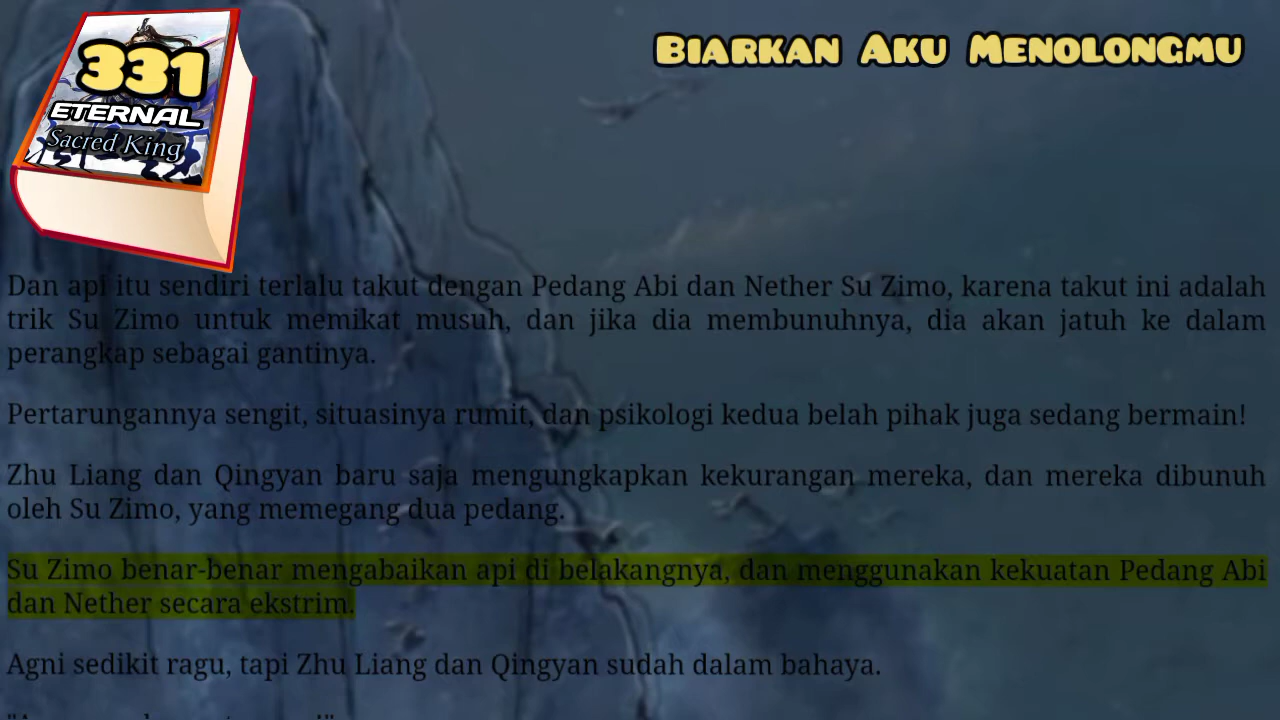 331
ETERNAL
Sacred King
Biarkan Aku Menolongmu
Dan api itu sendiri terlalu takut dengan Pedang Abi dan Nether Su Zimo, karena takut ini adalah
trik Su Zimo untuk memikat musuh, dan jika dia membunuhnya, dia akan jatuh ke dalam
perangkap sebagai gantinya.
Pertarungannya sengit, situasinya rumit, dan psikologi kedua belah pihak juga sedang bermain!
Zhu Liang dan Qingyan baru saja mengungkapkan kekurangan mereka, dan mereka dibunuh
oleh Su Zimo, yang memegang dua pedang.
Su Zimo benar-benar mengabaikan api di belakangnya, dan menggunakan kekuatan Pedang Abi
dan Nether secara ekstrim.
Agni sedikit ragu, tapi Zhu Liang dan Qingyan sudah dalam bahaya.